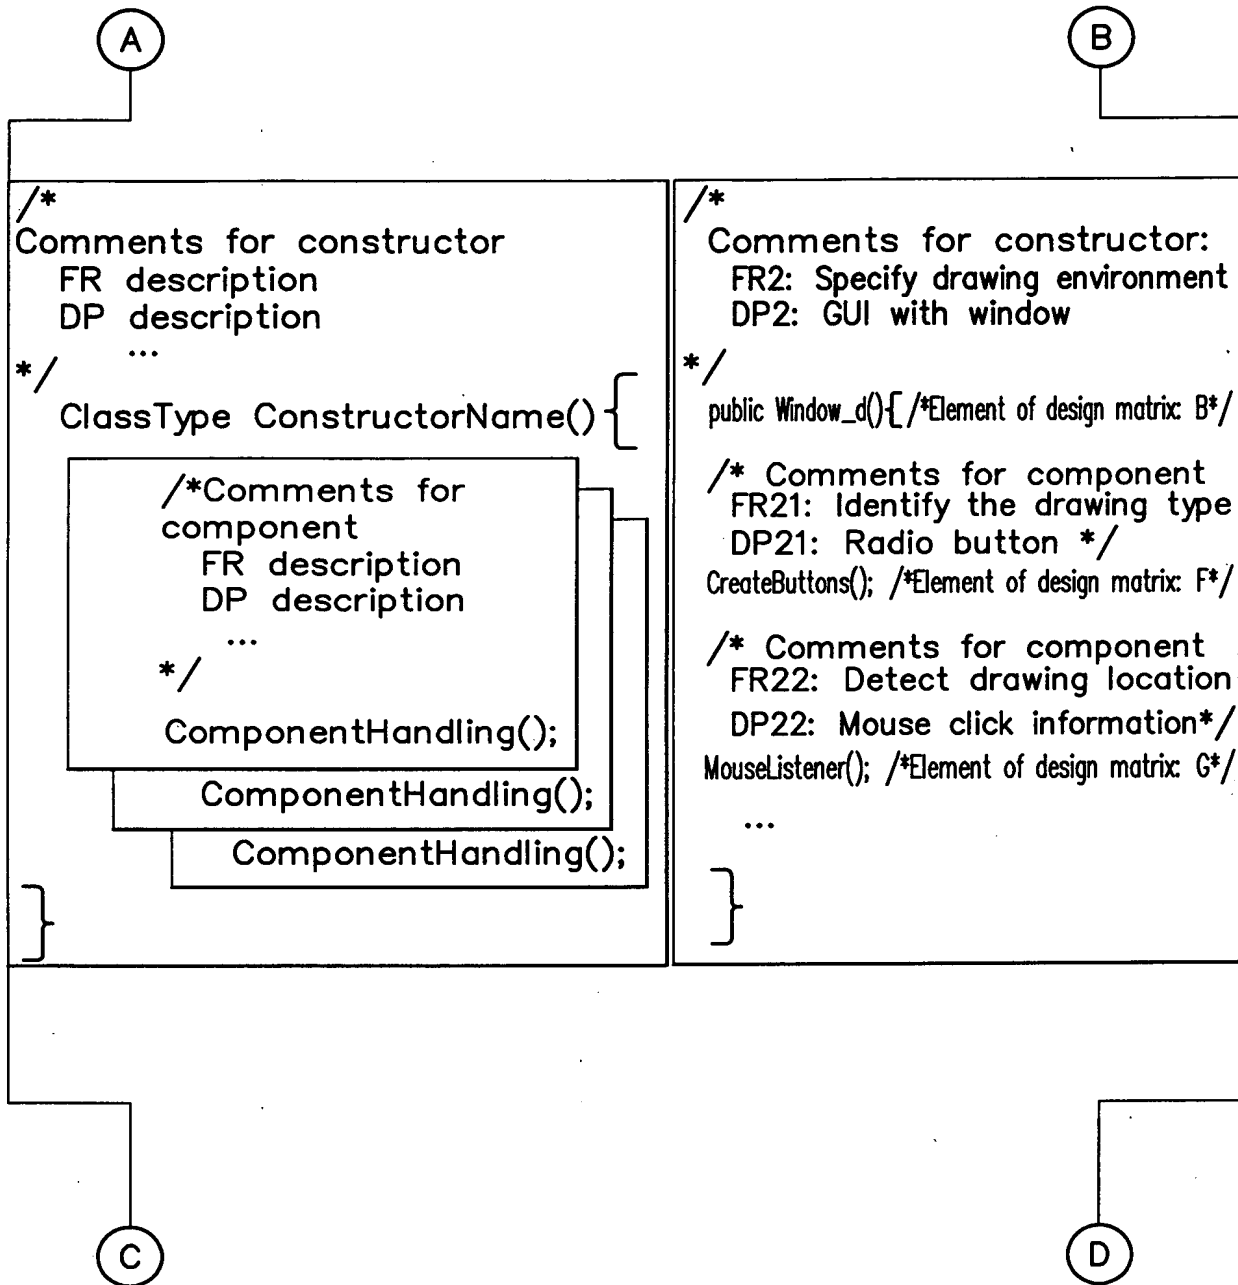 A
B
/*
Comments for constructor
FR description
DP description
...
*/
ClassType ConstructorName(){
/*Comments for
component
FR description
DP description
...
*/
ComponentHandling();
ComponentHandling();
ComponentHandling();
}
/*
Comments for constructor:
FR2: Specify drawing environment
DP2: GUI with window
*/
public Window_d(){ /*Element of design matrix: B*/
/* Comments for component
FR21: Identify the drawing type
DP21: Radio button */
CreateButtons(); /*Element of design matrix: F*/
/* Comments for component
FR22: Detect drawing location
DP22: Mouse click information*/
MouseListener(); /*Element of design matrix: G*/
...
}
C
D